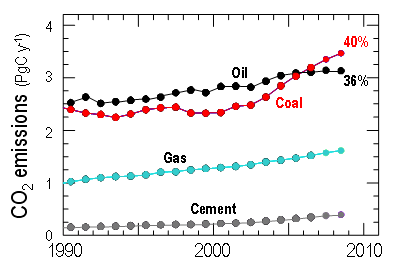 4
3
2
1
0
1990
2000
2010
CO2 emissions (PgC y-1)
40%
Oil
36%
Coal
Gas
Cement